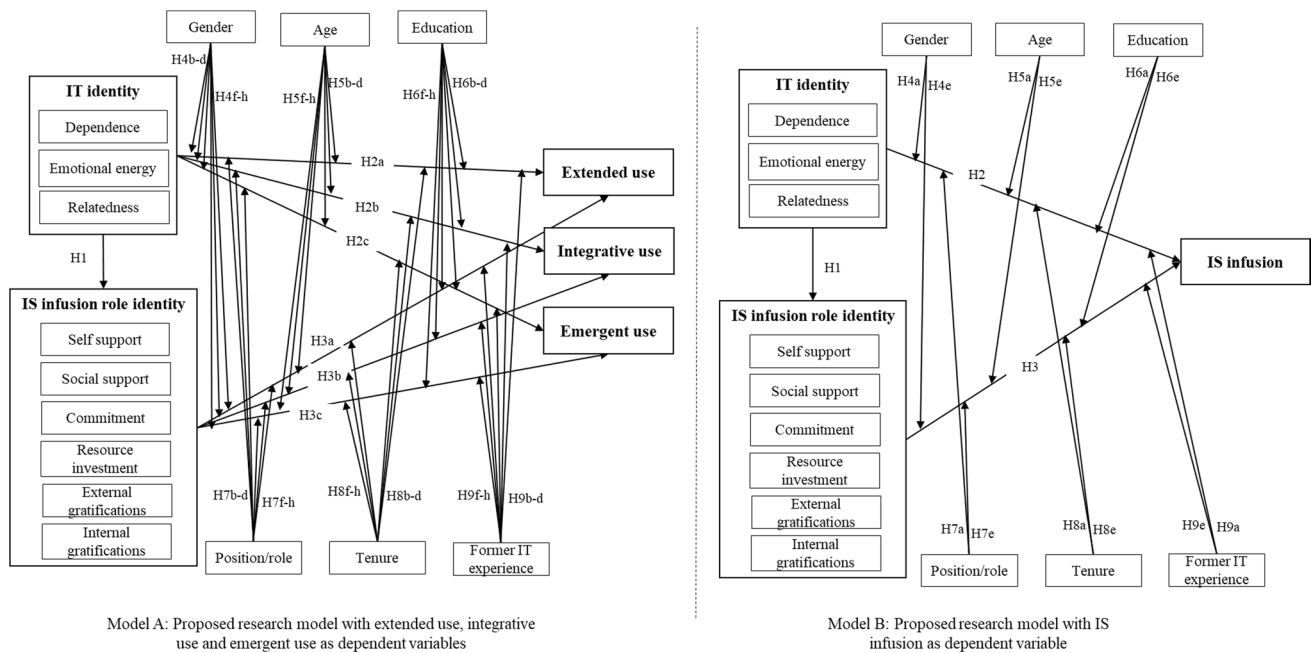 Gender
Age
Education
H4b-d
H4f-h
H5f-h
H5b-d
H6f-h
H6b-d
IT identity
Dependence
Emotional energy
Relatedness
H1
IS infusion role identity
Self support
Social support
Commitment
Resource
investment
External
gratifications
Internal
gratifications
H2a
H2b
H2c
H3a
H3b
H3c
Extended use
Integrative use
Emergent use
H7b-d
H7f-h
H8f-h
H8b-d
H9f-h
H9b-d
Position/role
Tenure
Former IT
experience
Model A: Proposed research model with extended use, integrative
use and emergent use as dependent variables
Gender
Age
Education
H4a
H4e
H5a
H5e
H6a
H6e
IT identity
Dependence
Emotional energy
Relatedness
H1
IS infusion role identity
Self support
Social support
Commitment
Resource
investment
External
gratifications
Internal
gratifications
H2
H3
IS infusion
H7a
H7e
H8a
H8e
H9e
H9a
Position/role
Tenure
Former IT
experience
Model B: Proposed research model with IS
infusion as dependent variable